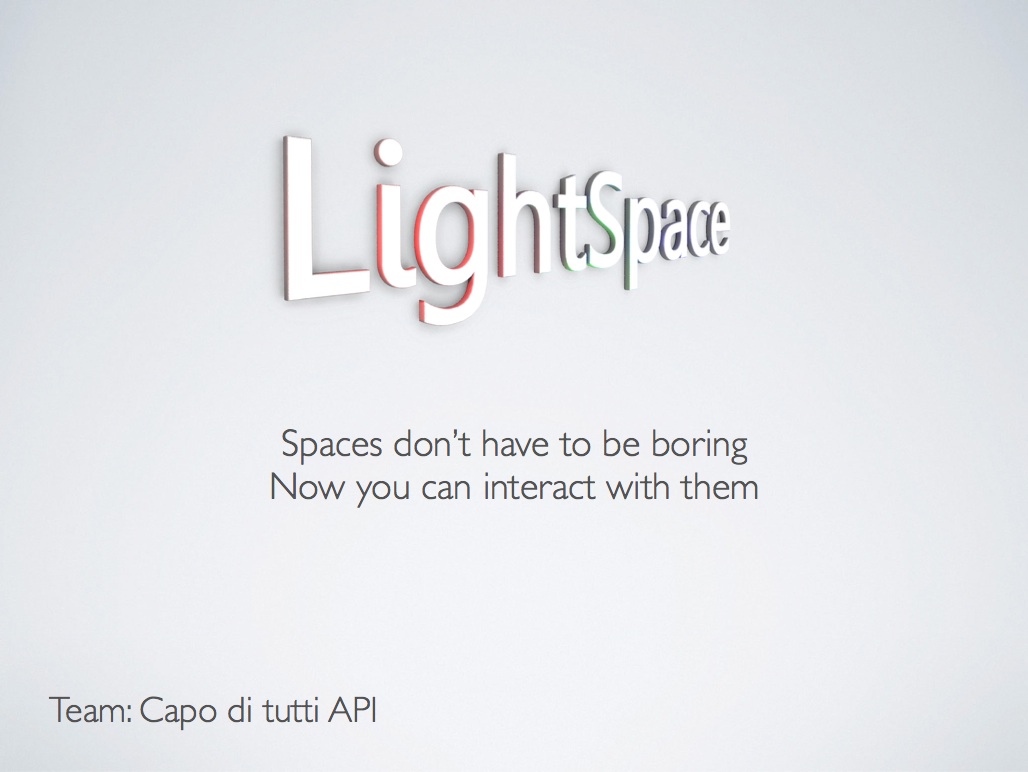 LightSpace
Spaces don’t have to be boring
Now you can interact with them
Team: Capo di tutti API